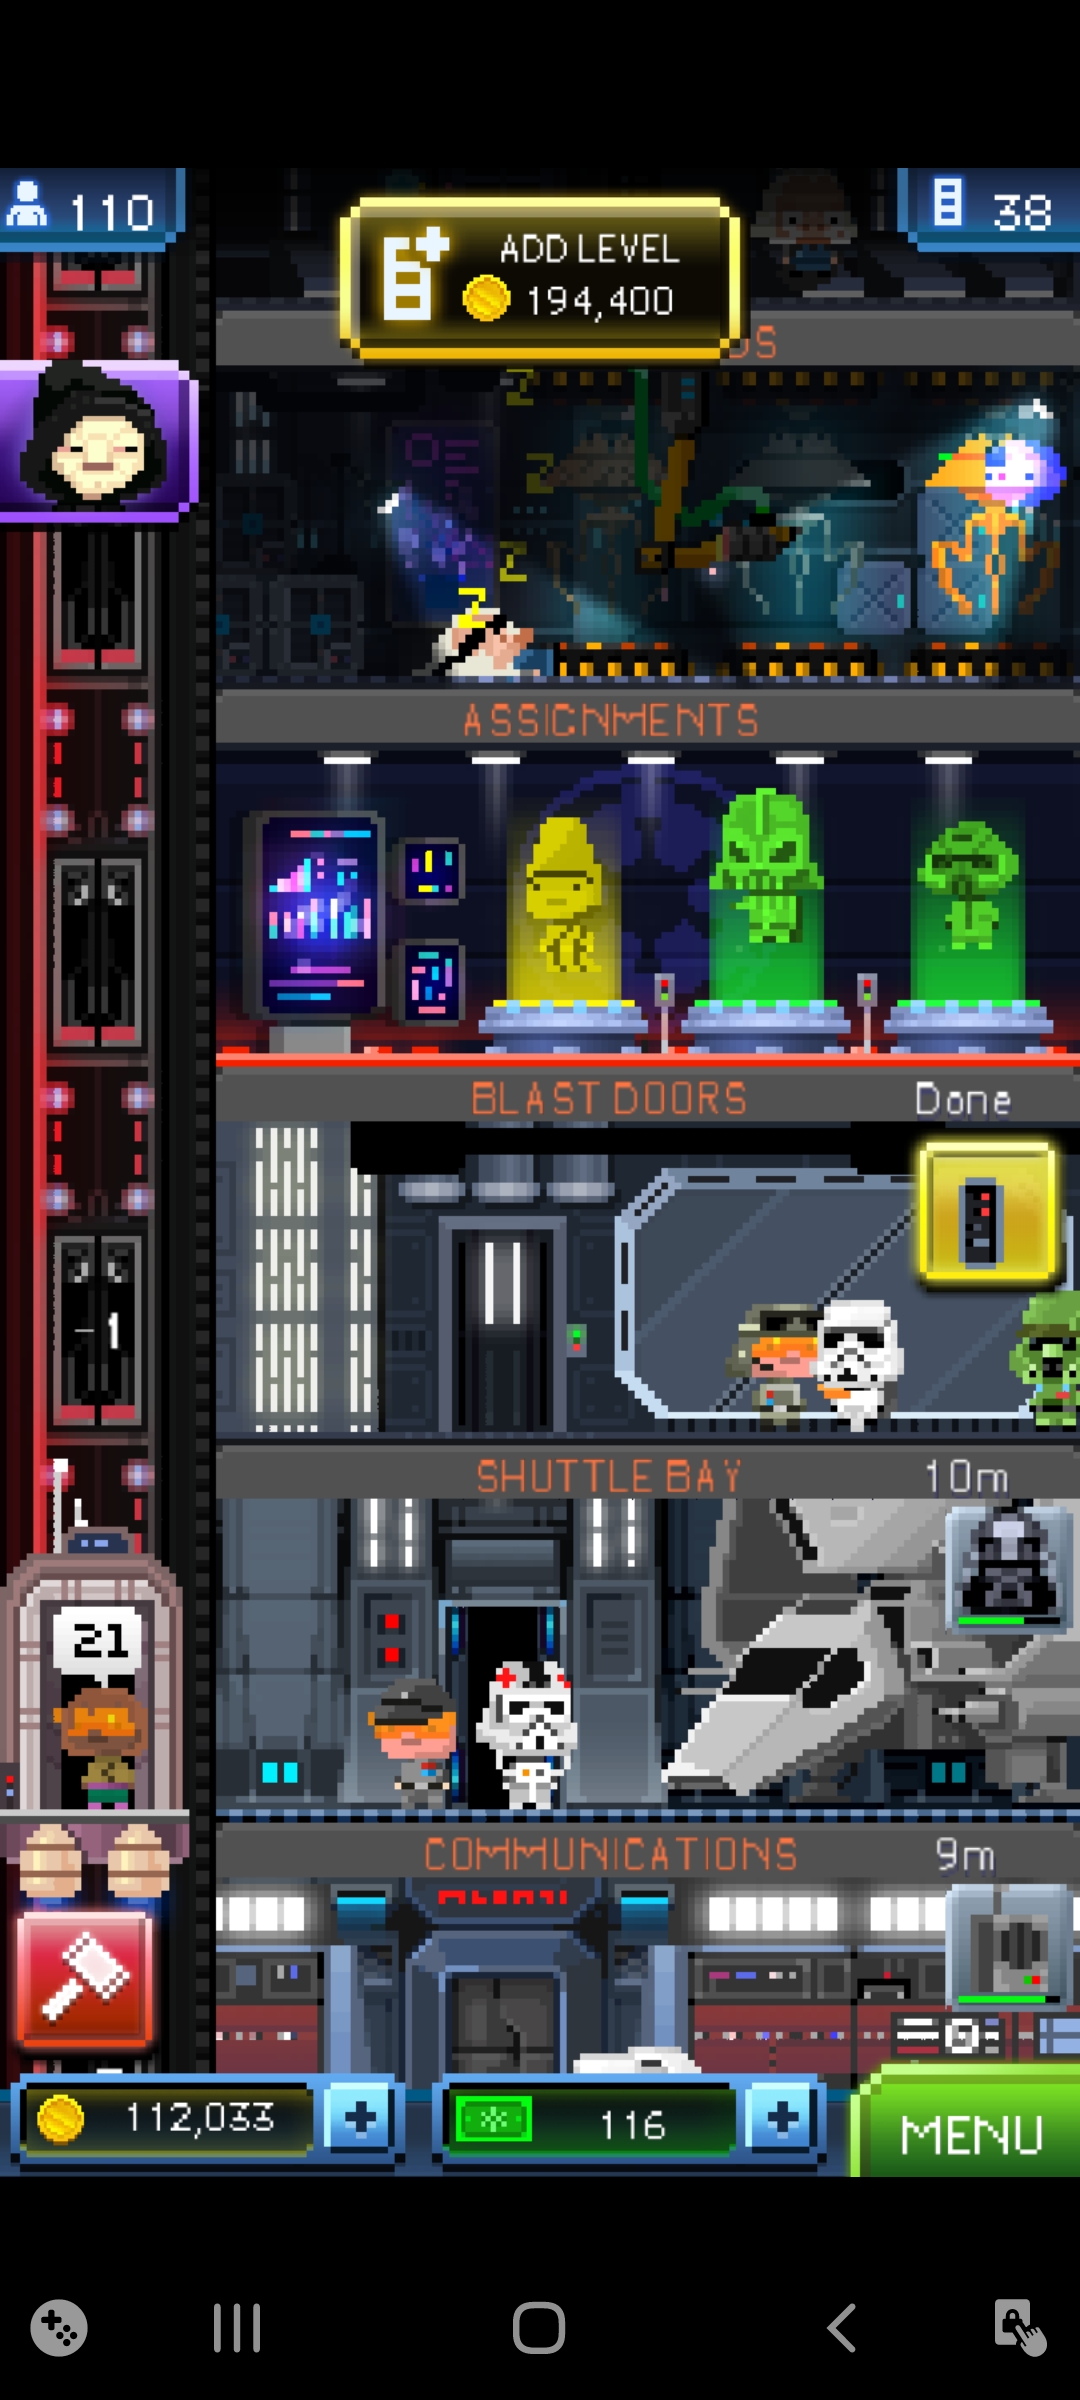 110
ADD LEVEL
194,400
38
Z
Z
Z
Z
ASSIGNMENTS
BLAST DOORS Done
-1
SHUTTLE BAY 10m
21
COMMUNICATIONS 9m
112,033 + 116 + MENU